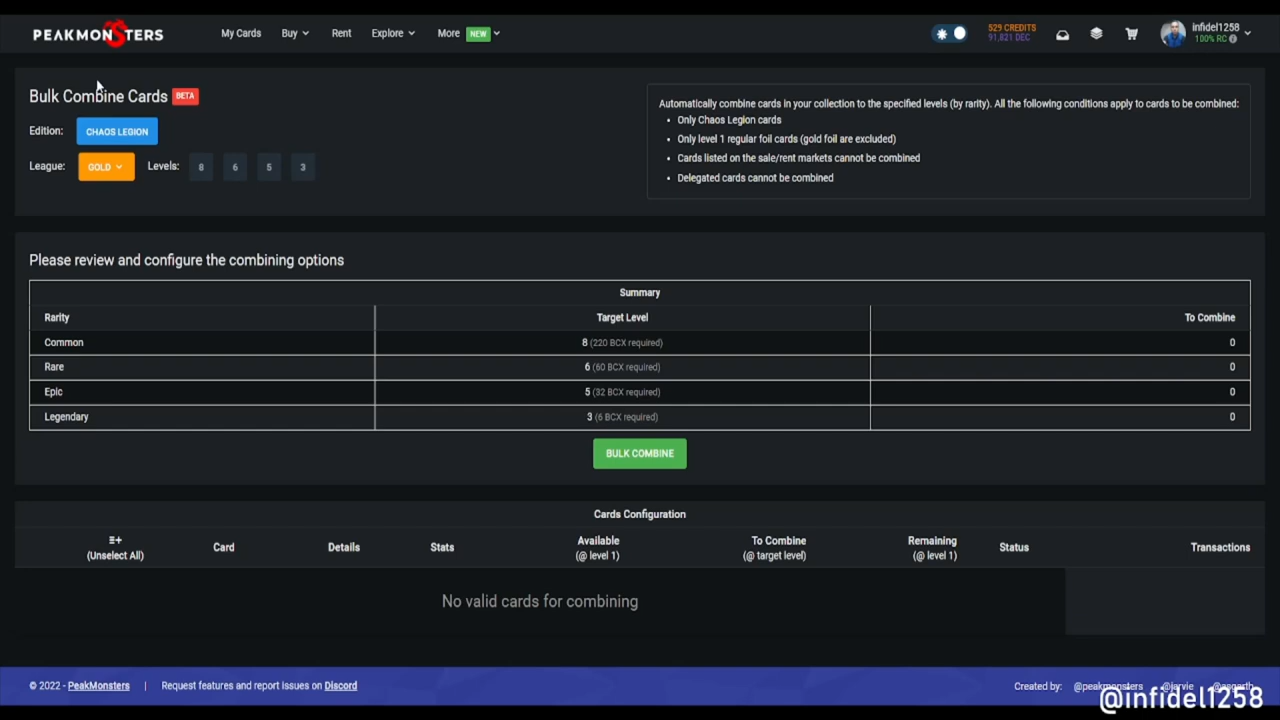 PEAKMONSTERS My Cards Buy Rent Explore More NEW 529 CREDITS infidel1258
91,821 DEC 100% RC
Bulk Combine Cards BETA
Edition: CHAOS LEGION
League: GOLD Levels: 8 6 5 3
Automatically combine cards in your collection to the specified levels (by rarity). All the following conditions apply to cards to be combined:
• Only Chaos Legion cards
• Only level 1 regular foil cards (gold foil are excluded)
• Cards listed on the sale/rent markets cannot be combined
• Delegated cards cannot be combined
Please review and configure the combining options
Summary
Rarity Target Level To Combine
Common 8 (220 BCX required) 0
Rare 6 (60 BCX required) 0
Epic 5 (32 BCX required) 0
Legendary 3 (6 BCX required) 0
BULK COMBINE
Cards Configuration
(Unselect All) Card Details Stats Available (@ level 1) To Combine (@ target level) Remaining (@ level 1) Status Transactions
No valid cards for combining
© 2022 - PeakMonsters | Request features and report issues on Discord Created by: @peakmonsters @jarvie @asgarth
@infidel1258